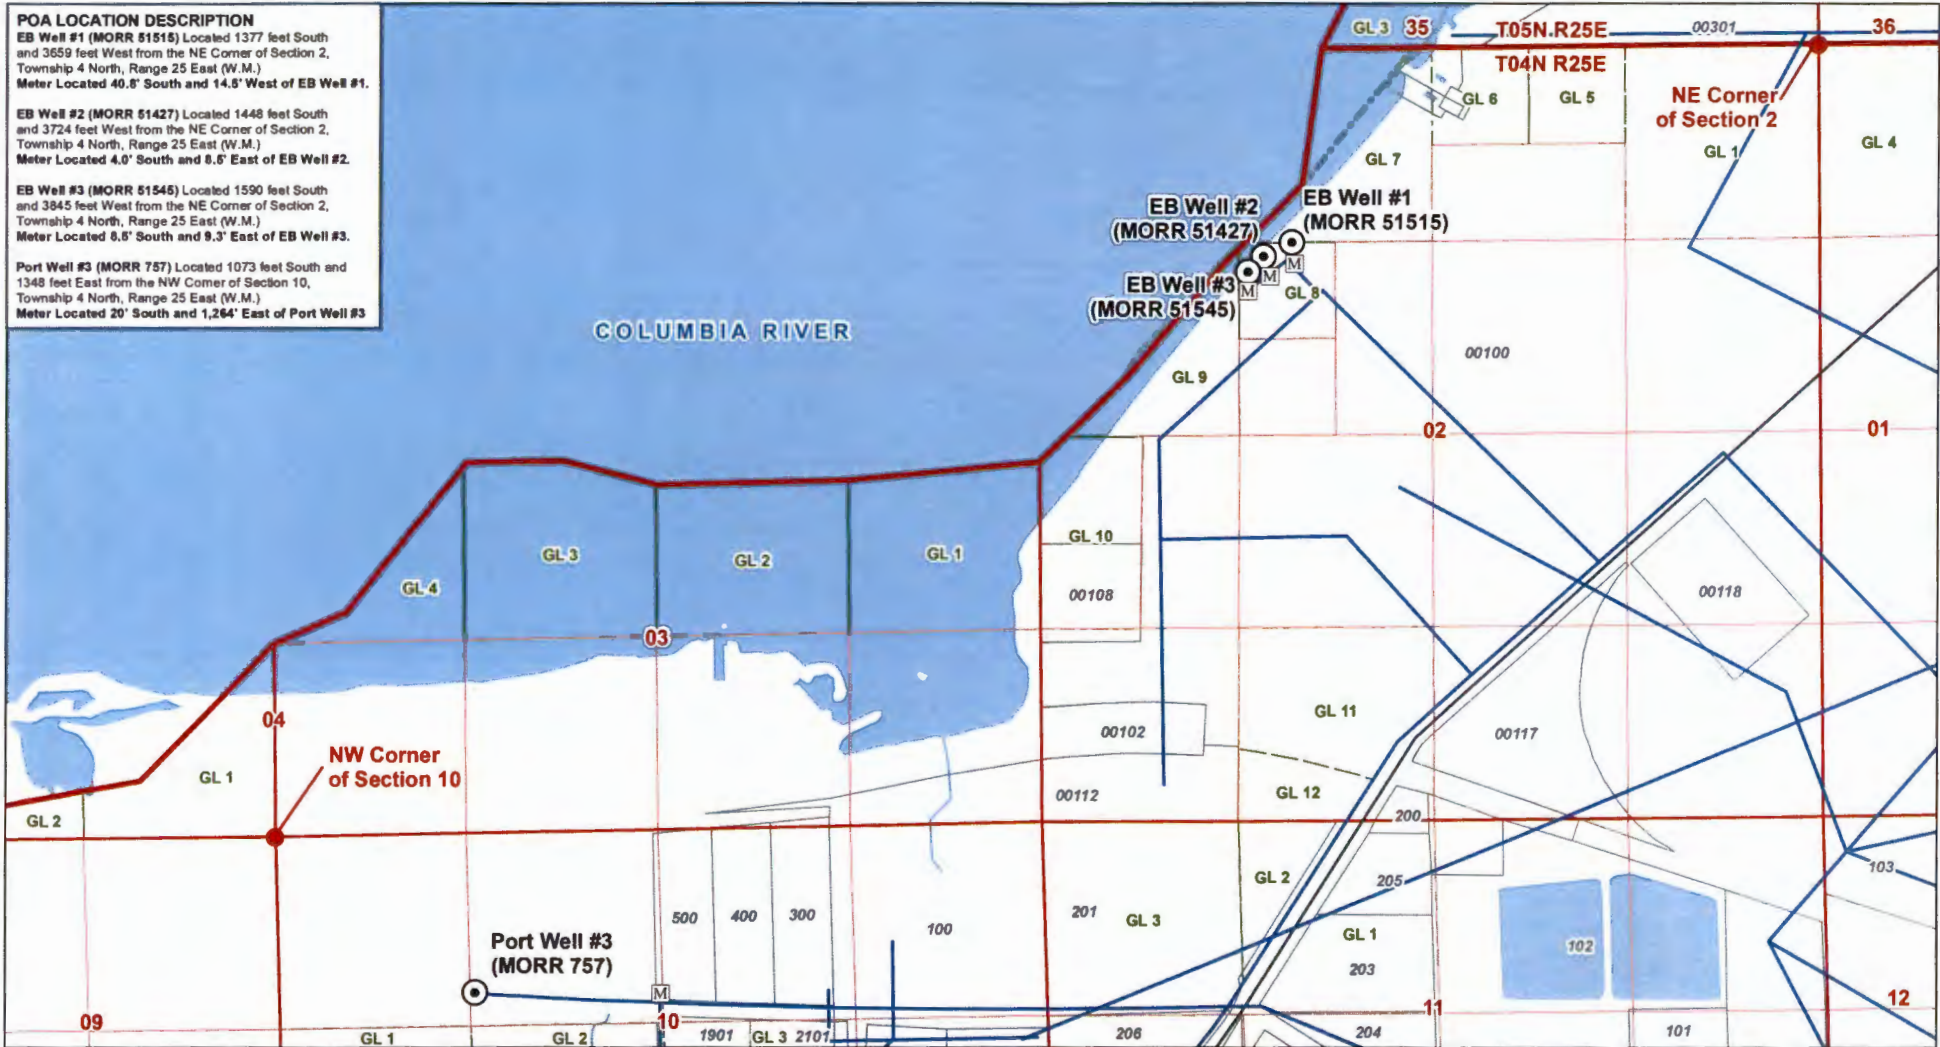 POA LOCATION DESCRIPTION
EB Well #1 (MORR 51515) Located 1377 feet South
and 3659 feet West from the NE Corner of Section 2,
Township 4 North, Range 25 East (W.M.)
Meter Located 40.8' South and 14.5' West of EB Well #1.
EB Well #2 (MORR 51427) Located 1448 feet South
and 3724 feet West from the NE Corner of Section 2,
Township 4 North, Range 25 East (W.M.)
Meter Located 4.0' South and 8.5' East of EB Well #2.
EB Well #3 (MORR 51545) Located 1590 feet South
and 3845 feet West from the NE Corner of Section 2,
Township 4 North, Range 25 East (W.M.)
Meter Located 8.5' South and 9.3' East of EB Well #3.
Port Well #3 (MORR 757) Located 1073 feet South and
1348 feet East from the NW Corner of Section 10,
Township 4 North, Range 25 East (W.M.)
Meter Located 20' South and 1,264' East of Port Well #3
GL 3
35
T05N R25E
00301
36
T04N R25E
GL 6
GL 5
NE Corner
of Section 2
GL 7
GL 1
GL 4
EB Well #2
(MORR 51427)
EB Well #1
(MORR 51515)
M
M
M
EB Well #3
(MORR 51545)
GL 8
COLUMBIA RIVER
00100
GL 9
02
01
GL 10
GL 4
GL 3
GL 2
GL 1
00108
00118
03
04
GL 11
00102
00117
NW Corner
of Section 10
GL 1
GL 2
00112
GL 12
200
103
GL 2
205
500
400
300
100
201
GL 3
GL 1
203
102
Port Well #3
(MORR 757)
M
09
10
11
12
GL 1
GL 2
1901
GL 3
2101
206
204
101